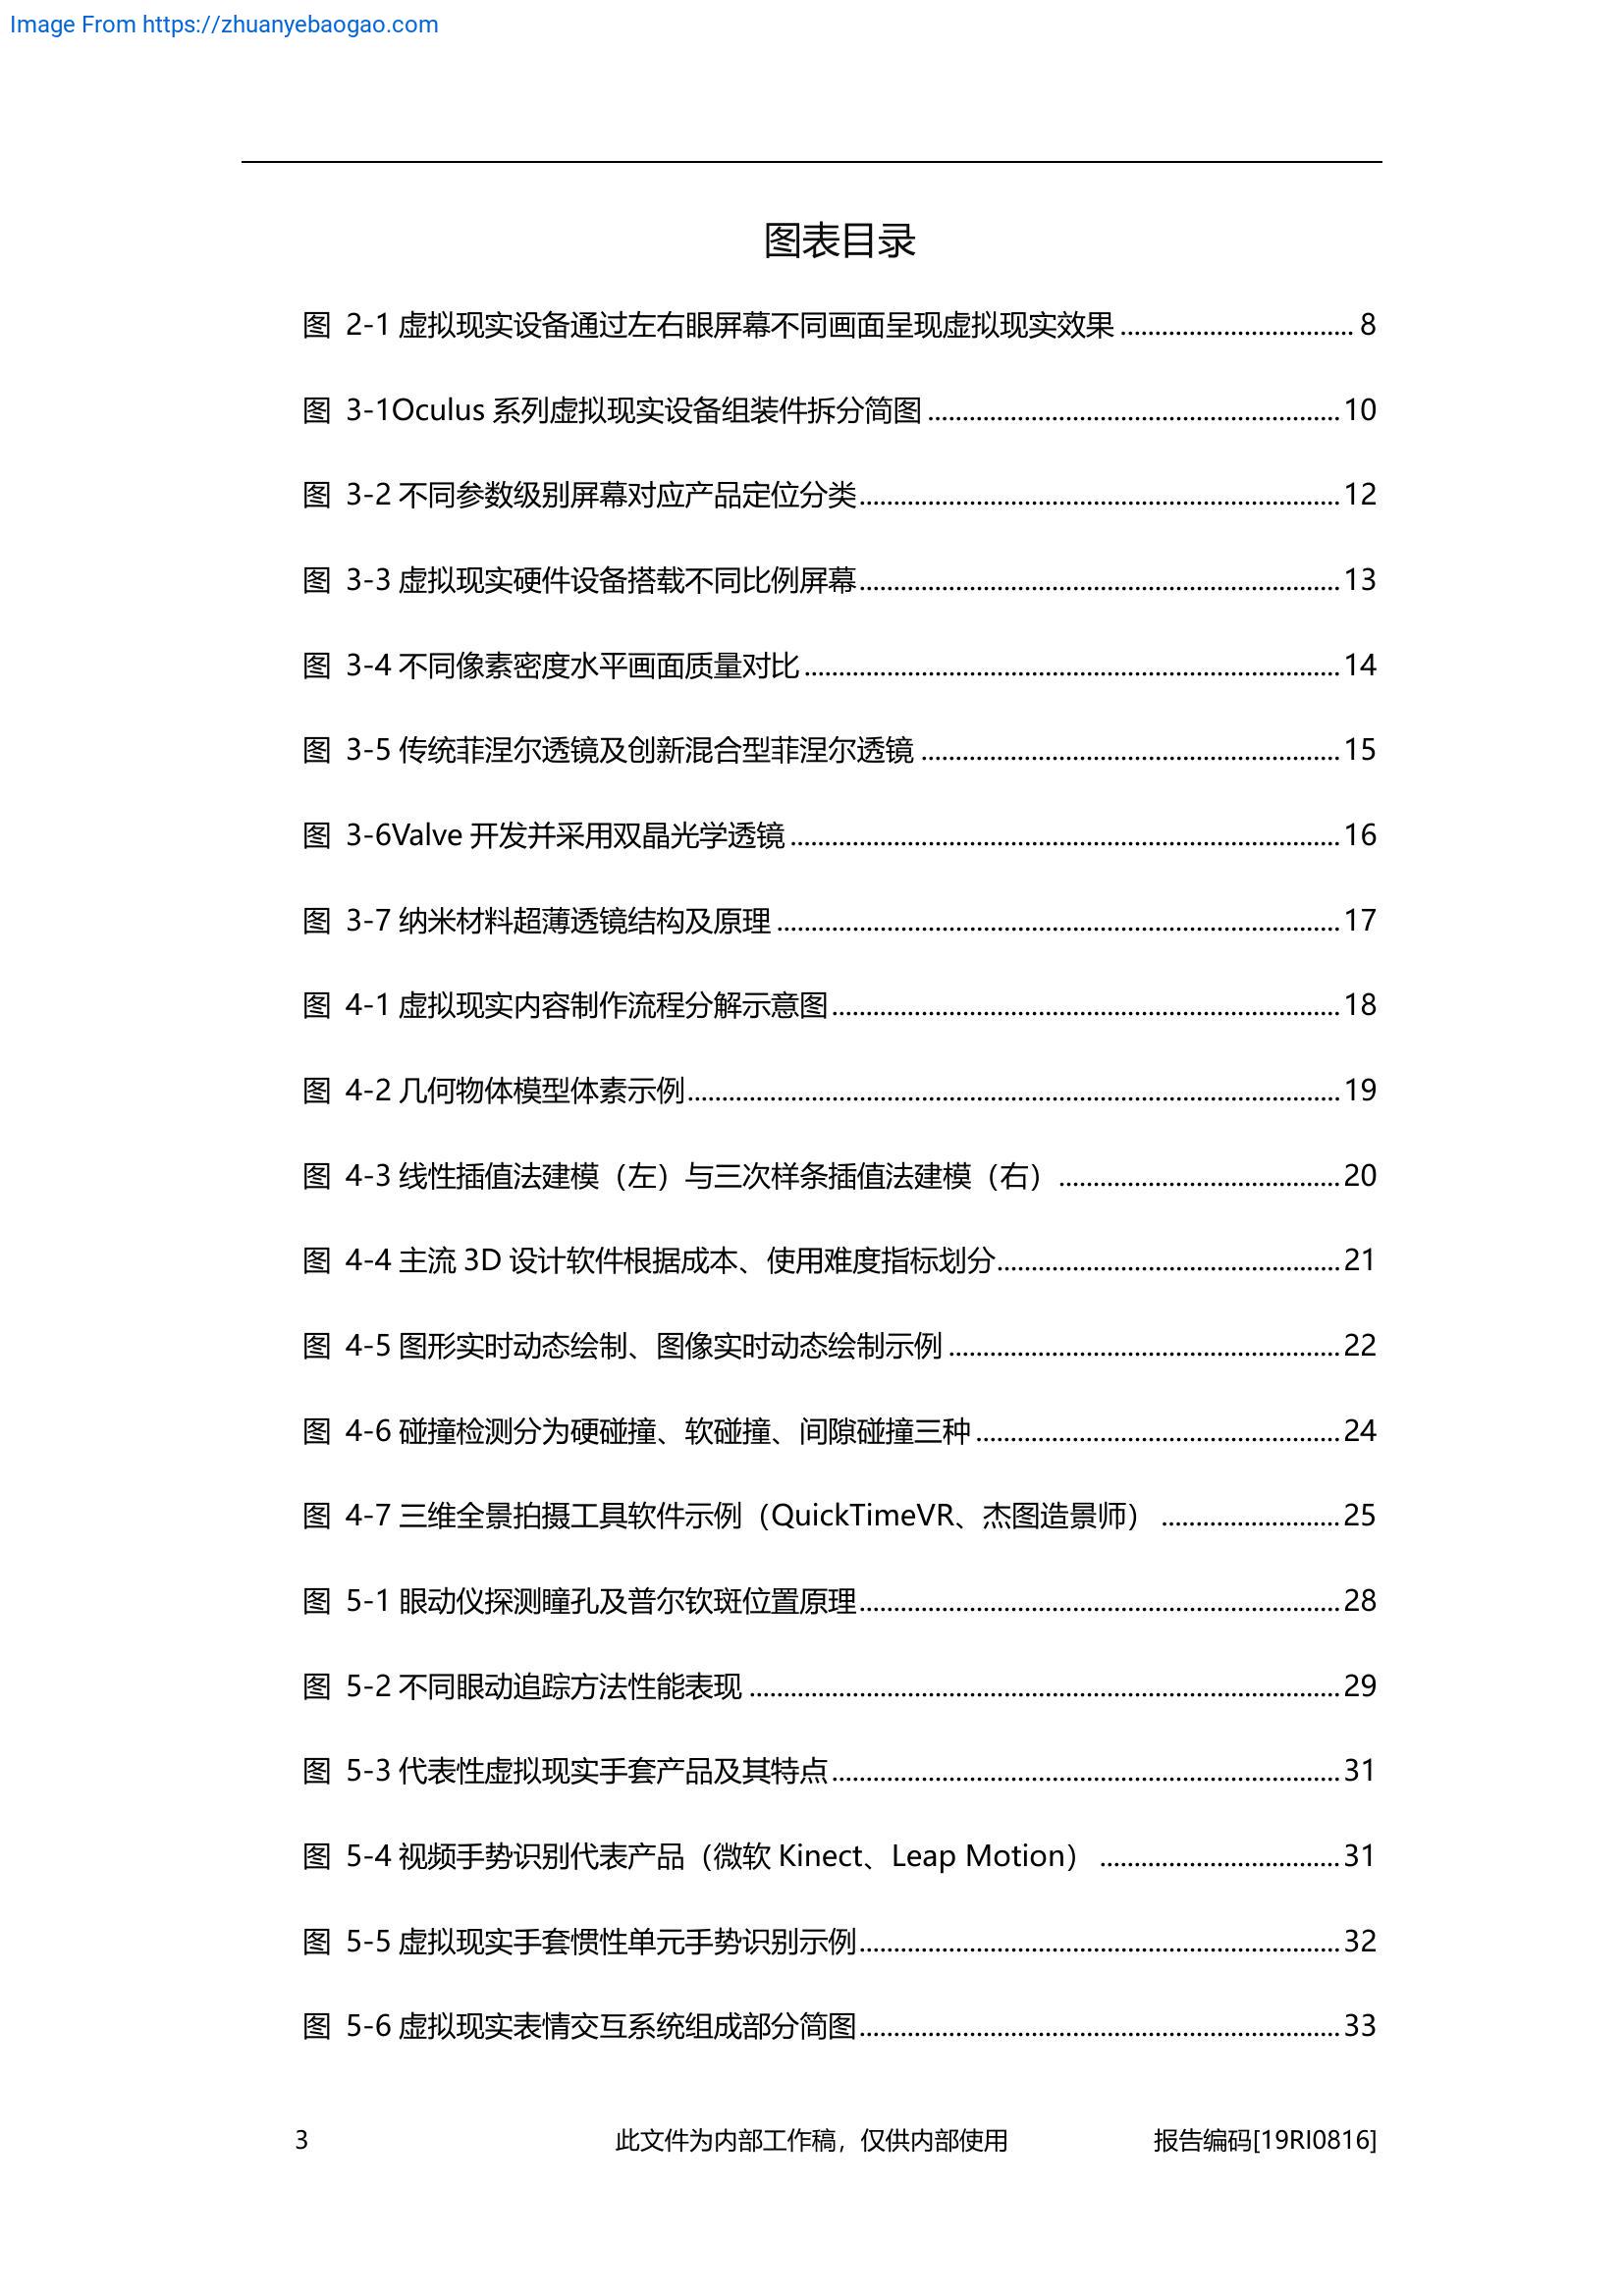 Image From https://zhuanyebaogao.com
图表目录
图 2-1 虚拟现实设备通过左右眼屏幕不同画面呈现虚拟现实效果 .................................. 8
图 3-1Oculus 系列虚拟现实设备组装件拆分简图 ............................................................ 10
图 3-2 不同参数级别屏幕对应产品定位分类...................................................................... 12
图 3-3 虚拟现实硬件设备搭载不同比例屏幕...................................................................... 13
图 3-4 不同像素密度水平画面质量对比 .............................................................................. 14
图 3-5 传统菲涅尔透镜及创新混合型菲涅尔透镜 ............................................................. 15
图 3-6Valve 开发并采用双晶光学透镜 ................................................................................ 16
图 3-7 纳米材料超薄透镜结构及原理 .................................................................................. 17
图 4-1 虚拟现实内容制作流程分解示意图.......................................................................... 18
图 4-2 几何物体模型体素示例............................................................................................... 19
图 4-3 线性插值法建模（左）与三次样条插值法建模（右） ......................................... 20
图 4-4 主流 3D 设计软件根据成本、使用难度指标划分.................................................. 21
图 4-5 图形实时动态绘制、图像实时动态绘制示例 ......................................................... 22
图 4-6 碰撞检测分为硬碰撞、软碰撞、间隙碰撞三种 ..................................................... 24
图 4-7 三维全景拍摄工具软件示例（QuickTimeVR、杰图造景师） .......................... 25
图 5-1 眼动仪探测瞳孔及普尔钦斑位置原理...................................................................... 28
图 5-2 不同眼动追踪方法性能表现 ...................................................................................... 29
图 5-3 代表性虚拟现实手套产品及其特点.......................................................................... 31
图 5-4 视频手势识别代表产品（微软 Kinect、Leap Motion） ................................... 31
图 5-5 虚拟现实手套惯性单元手势识别示例...................................................................... 32
图 5-6 虚拟现实表情交互系统组成部分简图...................................................................... 33
3 此文件为内部工作稿，仅供内部使用 报告编码[19RI0816]